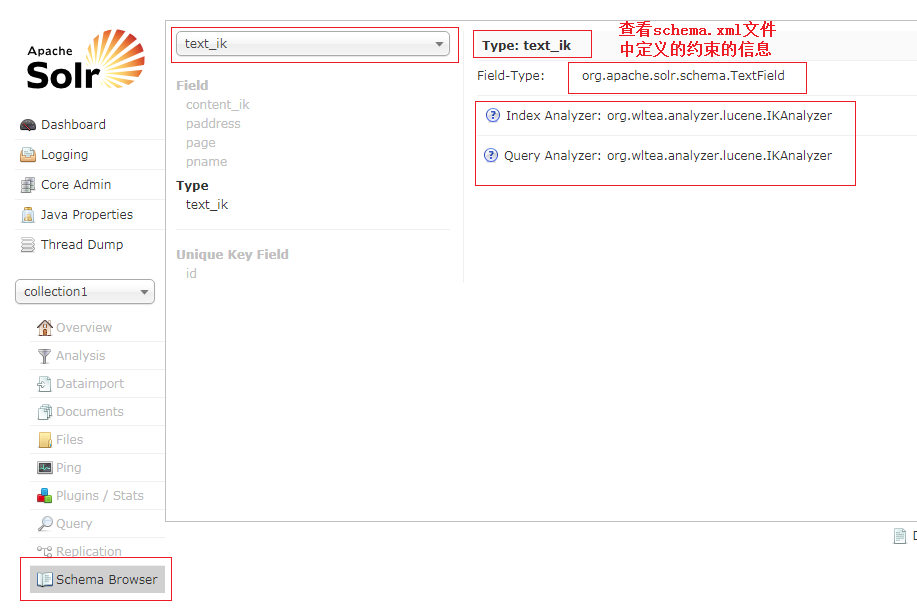 Apache
Solr
Dashboard
Logging
Core Admin
Java Properties
Thread Dump
collection1
Overview
Analysis
Dataimport
Documents
Files
Ping
Plugins / Stats
Query
Replication
Schema Browser
text_ik
Field
content_ik
paddress
page
pname
Type
text_ik
Unique Key Field
id
Type: text_ik
查看schema.xml文件
中定义的约束的信息
Field-Type: org.apache.solr.schema.TextField
Index Analyzer: org.wltea.analyzer.lucene.IKAnalyzer
Query Analyzer: org.wltea.analyzer.lucene.IKAnalyzer